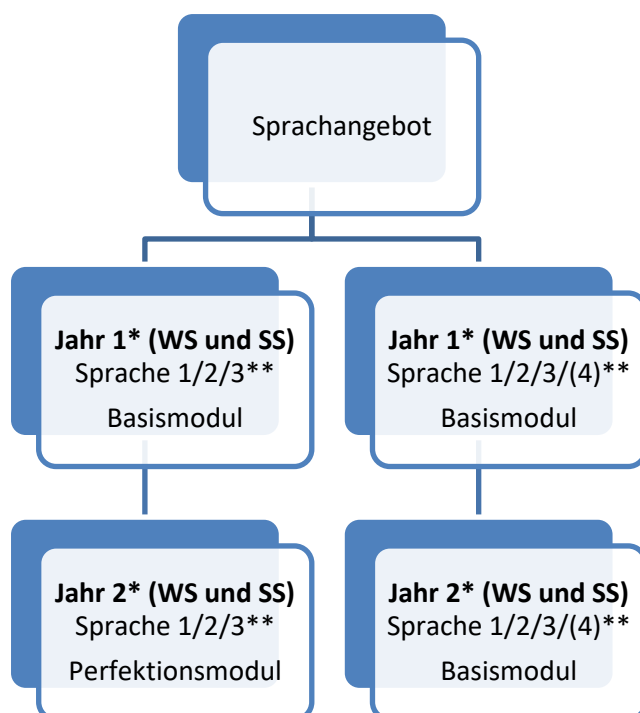 Sprachangebot
Jahr 1* (WS und SS)
Sprache 1/2/3**
Basismodul
Jahr 1* (WS und SS)
Sprache 1/2/3/(4)**
Basismodul
Jahr 2* (WS und SS)
Sprache 1/2/3**
Perfektionsmodul
Jahr 2* (WS und SS)
Sprache 1/2/3/(4)**
Basismodul